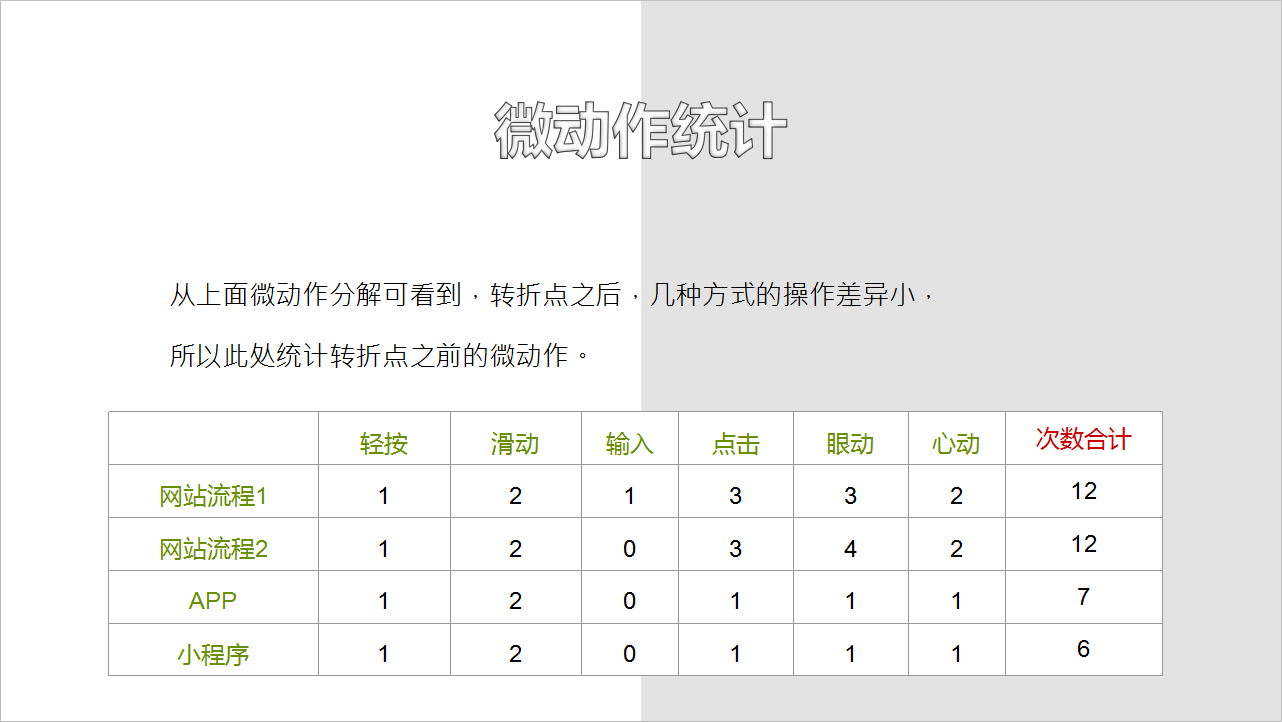 微动作统计
从上面微动作分解可看到，转折点之后，几种方式的操作差异小，
所以此处统计转折点之前的微动作。
轻按 滑动 输入 点击 眼动 心动 次数合计
网站流程1 1 2 1 3 3 2 12
网站流程2 1 2 0 3 4 2 12
APP 1 2 0 1 1 1 7
小程序 1 2 0 1 1 1 6